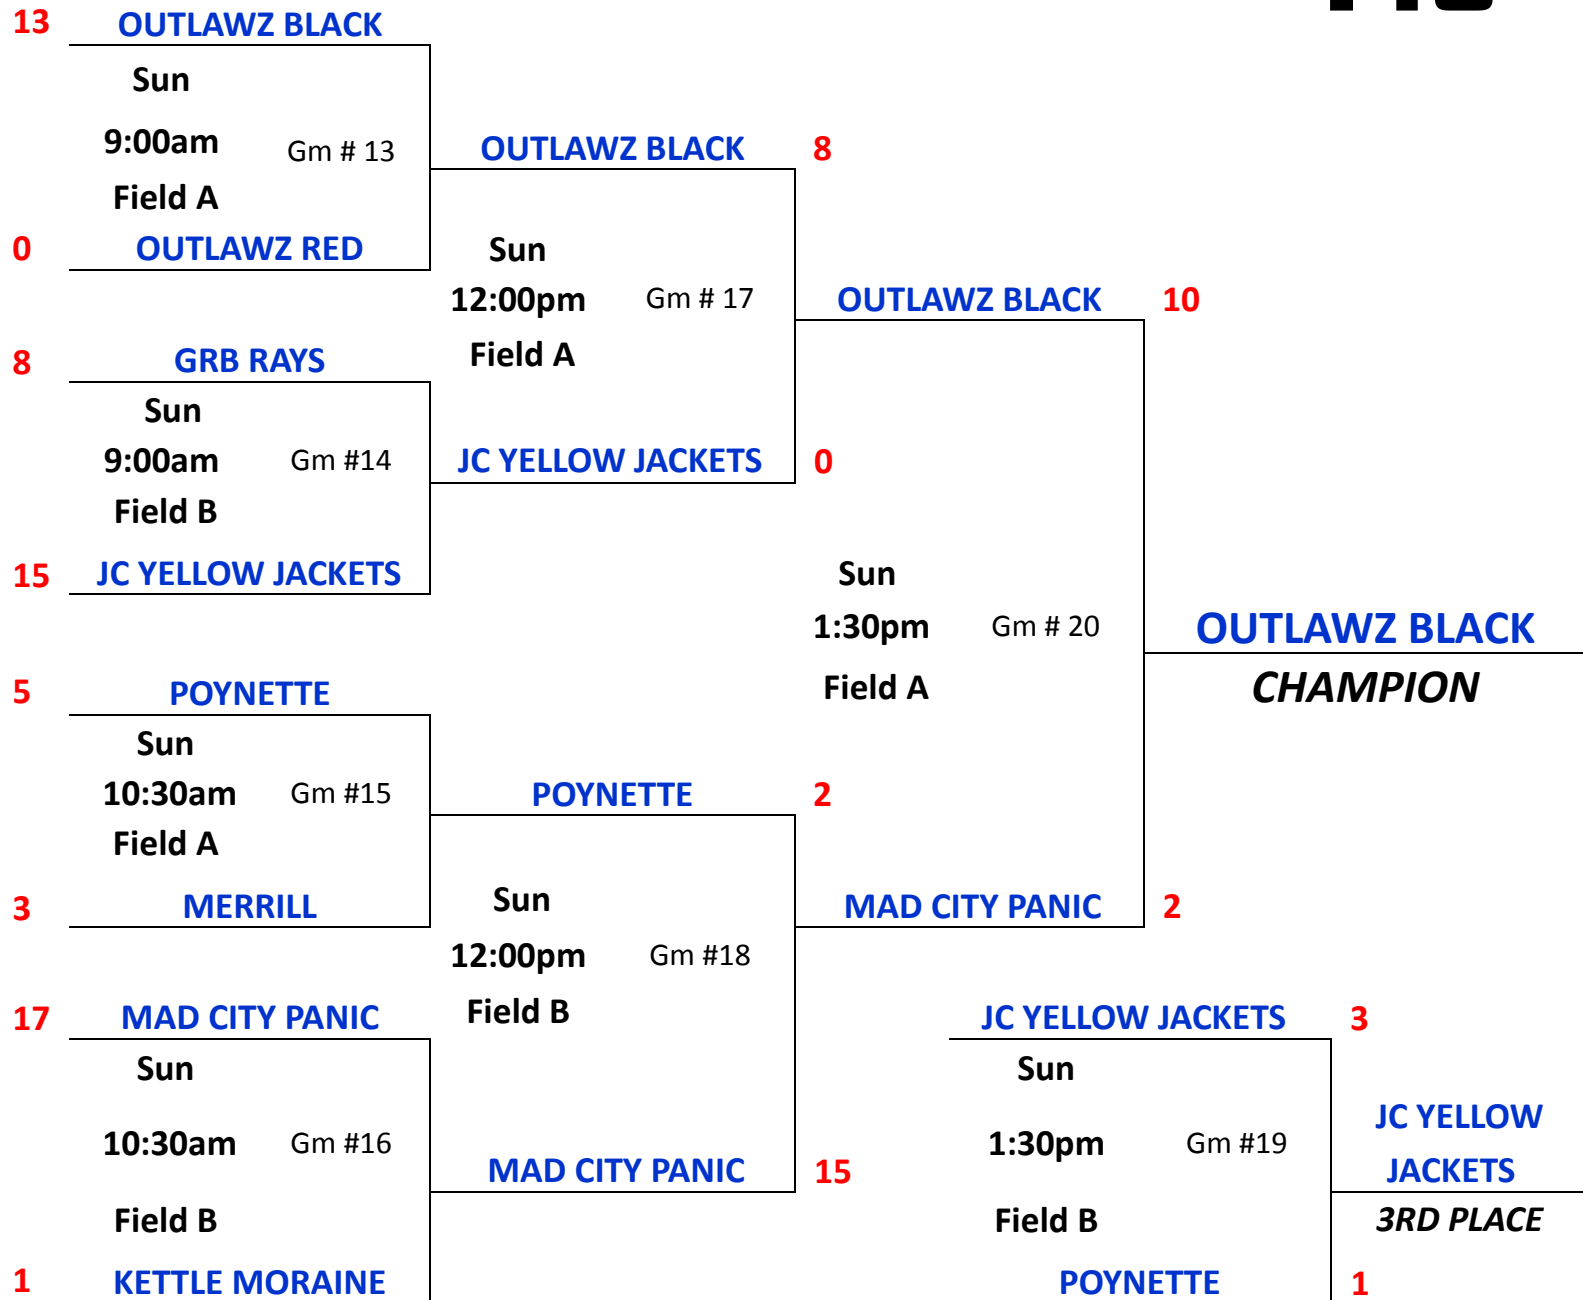 13 OUTLAWZ BLACK
Sun
9:00am Gm # 13
Field A
0 OUTLAWZ RED
OUTLAWZ BLACK 8
Sun
12:00pm Gm # 17
Field A
JC YELLOW JACKETS 0
8 GRB RAYS
Sun
9:00am Gm #14
Field B
15 JC YELLOW JACKETS
OUTLAWZ BLACK 10
Sun
1:30pm Gm # 20
Field A
MAD CITY PANIC 2
OUTLAWZ BLACK
CHAMPION
5 POYNETTE
Sun
10:30am Gm #15
Field A
3 MERRILL
POYNETTE 2
Sun
12:00pm Gm #18
Field B
MAD CITY PANIC 15
17 MAD CITY PANIC
Sun
10:30am Gm #16
Field B
1 KETTLE MORAINE
JC YELLOW JACKETS 3
Sun
1:30pm Gm #19
Field B
POYNETTE 1
JC YELLOW
JACKETS
3RD PLACE